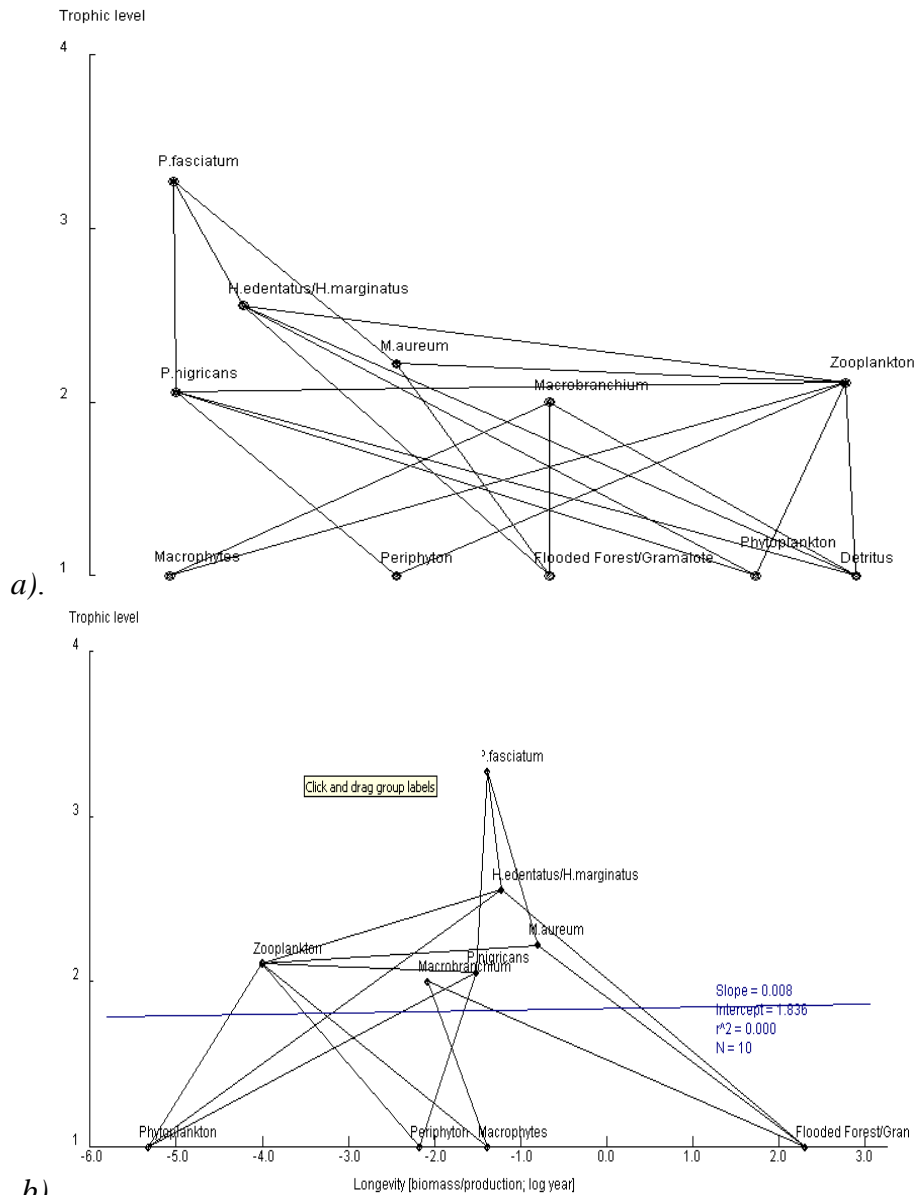 Trophic level
4
P.fasciatum
3
H.edentatus/H.marginatus
M.aureum
Zooplankton
P.nigricans
Macrobranchium
2
Phytoplankton
Macrophytes Periphyton Flooded Forest/Gramalote Detritus
1
a).
Trophic level
4
P.fasciatum
3
Click and drag group labels
H.edentatus/H.marginatus
M.aureum
Zooplankton
P.nigricans
Macrobranchium
2
Slope = 0.008
Intercept = 1.836
r^2 = 0.000
N = 10
Phytoplankton Periphyton Macrophytes Flooded Forest/Gran
1
-6.0 -5.0 -4.0 -3.0 -2.0 -1.0 0.0 1.0 2.0 3.0
Longevity [biomass/production; log year]
b)